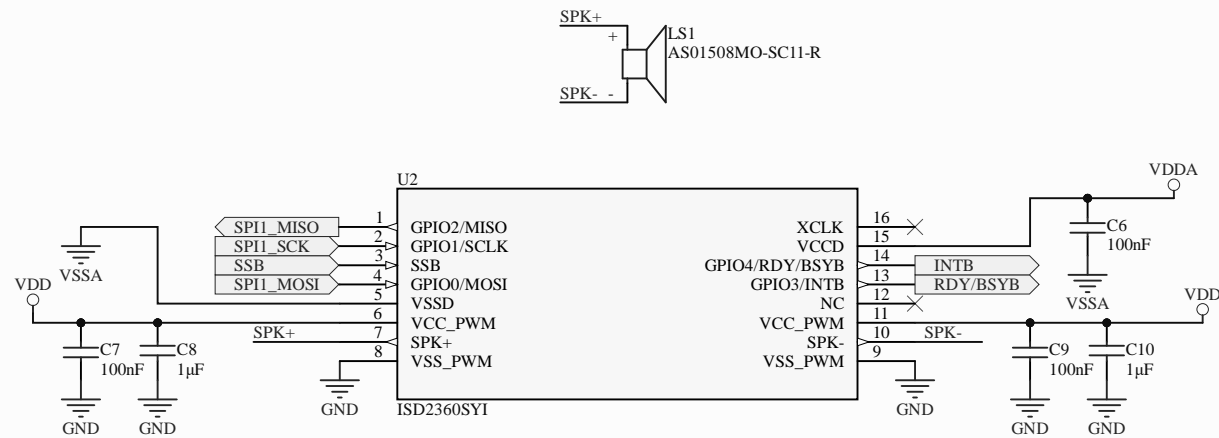 SPK+
+
LS1
AS01508MO-SC11-R
SPK- -
U2
VDDA
1 GPIO2/MISO
SPI1_MISO
2 GPIO1/SCLK
SPI1_SCK
3 SSB
SSB
4 GPIO0/MOSI
SPI1_MOSI
5 VSSD
VSSA
6 VCC_PWM
VDD
7 SPK+
SPK+
8 VSS_PWM
GND
XCLK 16
VCCD 15
GPIO4/RDY/BSYB 14
INTB
GPIO3/INTB 13
RDY/BSYB
NC 12
VCC_PWM 11
VDD
SPK- 10
SPK-
VSS_PWM 9
GND
C6
100nF
VSSA
C7
100nF
GND
C8
1µF
GND
C9
100nF
GND
C10
1µF
GND
ISD2360SYI